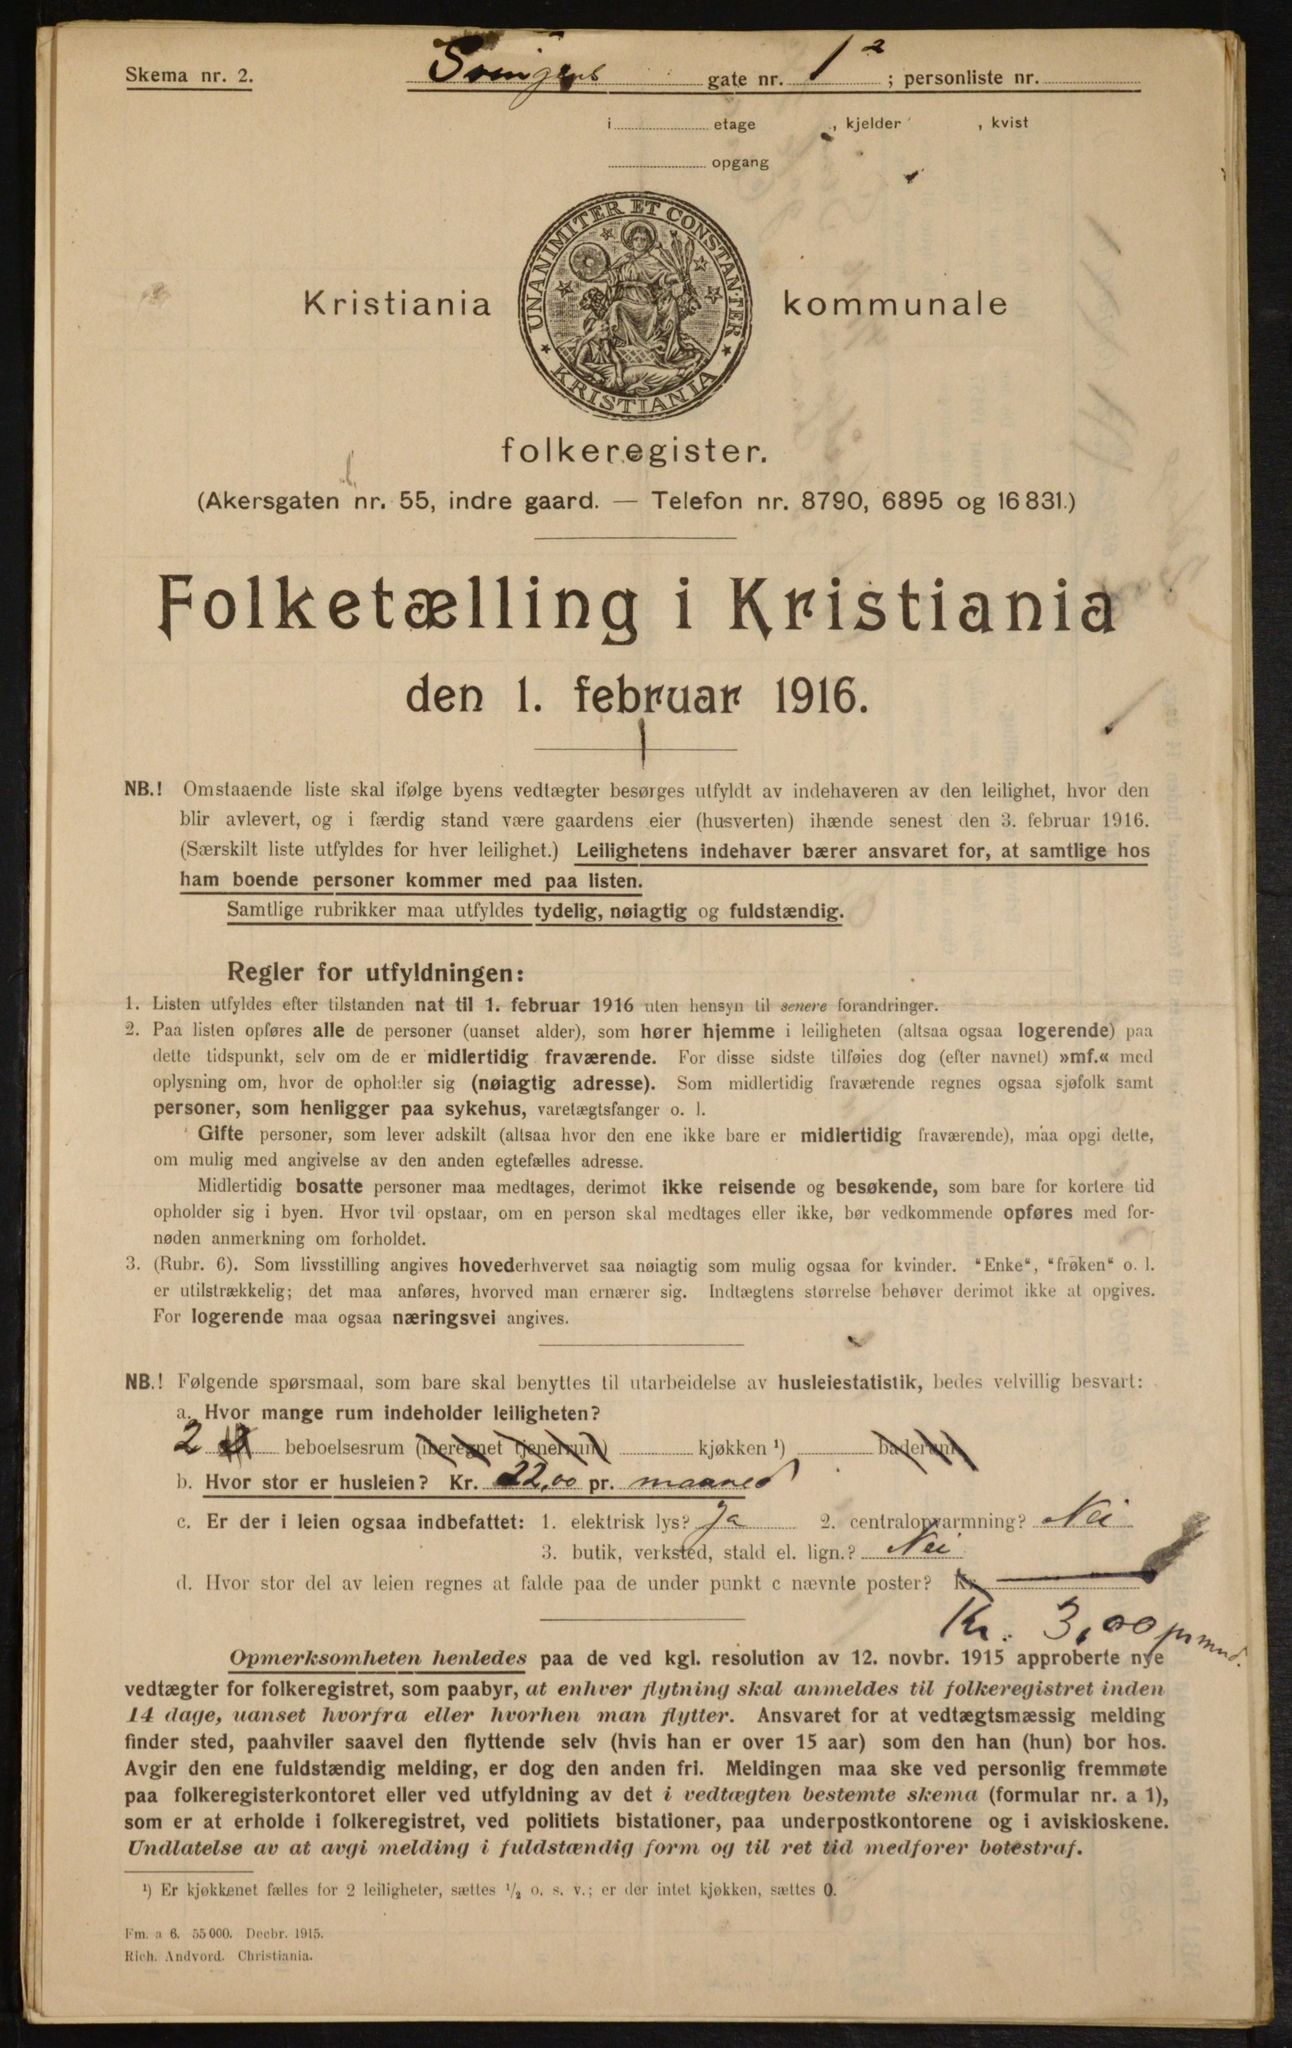 Skema nr. 2. Svingens gate nr. 1ª ; personliste nr.
i etage , kjelder , kvist
opgang
UNANIMITER ET CONSTANTER
KRISTIANIA
Kristiania kommunale
folkeregister.
(Akersgaten nr. 55, indre gaard. — Telefon nr. 8790, 6895 og 16 831.)
Folketælling i Kristiania
den 1. februar 1916.
NB.! Omstaaende liste skal ifølge byens vedtægter besørges utfyldt av indehaveren av den leilighet, hvor den
blir avlevert, og i færdig stand være gaardens eier (husverten) ihænde senest den 3. februar 1916.
(Særskilt liste utfyldes for hver leilighet.) Leilighetens indehaver bærer ansvaret for, at samtlige hos
ham boende personer kommer med paa listen.
Samtlige rubrikker maa utfyldes tydelig, nøiagtig og fuldstændig.
Regler for utfyldningen:
1. Listen utfyldes efter tilstanden nat til 1. februar 1916 uten hensyn til senere forandringer.
2. Paa listen opføres alle de personer (uanset alder), som hører hjemme i leiligheten (altsaa ogsaa logerende) paa
dette tidspunkt, selv om de er midlertidig fraværende. For disse sidste tilføies dog (efter navnet) »mf.« med
oplysning om, hvor de opholder sig (nøiagtig adresse). Som midlertidig fraværende regnes ogsaa sjøfolk samt
personer, som henligger paa sykehus, varetægtsfanger o. l.
Gifte personer, som lever adskilt (altsaa hvor den ene ikke bare er midlertidig fraværende), maa opgi dette,
om mulig med angivelse av den anden egtefælles adresse.
Midlertidig bosatte personer maa medtages, derimot ikke reisende og besøkende, som bare for kortere tid
opholder sig i byen. Hvor tvil opstaar, om en person skal medtages eller ikke, bør vedkommende opføres med for-
nøden anmerkning om forholdet.
3. (Rubr. 6). Som livsstilling angives hovederhvervet saa nøiagtig som mulig ogsaa for kvinder. "Enke", "frøken" o. l.
er utilstrækkelig; det maa anføres, hvorved man ernærer sig. Indtægtens størrelse behøver derimot ikke at opgives.
For logerende maa ogsaa næringsvei angives.
NB.! Følgende spørsmaal, som bare skal benyttes til utarbeidelse av husleiestatistik, bedes velvillig besvart:
a. Hvor mange rum indeholder leiligheten?
2 beboelsesrum (iberegnet tjenerrum) kjøkken ¹) baderum
b. Hvor stor er husleien? Kr. 22,00 pr. maaned
c. Er der i leien ogsaa indbefattet: 1. elektrisk lys? Ja 2. centralopvarmning? Nei
3. butik, verksted, stald el. lign.? Nei
d. Hvor stor del av leien regnes at falde paa de under punkt c nævnte poster? Kr.
Kr. 3,00 pr mnd.
Opmerksomheten henledes paa de ved kgl. resolution av 12. novbr. 1915 approberte nye
vedtægter for folkeregistret, som paabyr, at enhver flytning skal anmeldes til folkeregistret inden
14 dage, uanset hvorfra eller hvorhen man flytter. Ansvaret for at vedtægtsmæssig melding
finder sted, paahviler saavel den flyttende selv (hvis han er over 15 aar) som den han (hun) bor hos.
Avgir den ene fuldstændig melding, er dog den anden fri. Meldingen maa ske ved personlig fremmøte
paa folkeregisterkontoret eller ved utfyldning av det i vedtægten bestemte skema (formular nr. a 1),
som er at erholde i folkeregistret, ved politiets bistationer, paa underpostkontorene og i aviskioskene.
Undlatelse av at avgi melding i fuldstændig form og til ret tid medfører bøtestraf.
¹) Er kjøkkenet fælles for 2 leiligheter, sættes ½ o. s. v.; er der intet kjøkken, sættes 0.
Fm. a 6. 55 000. Decbr. 1915.
Rich. Andvord. Christiania.